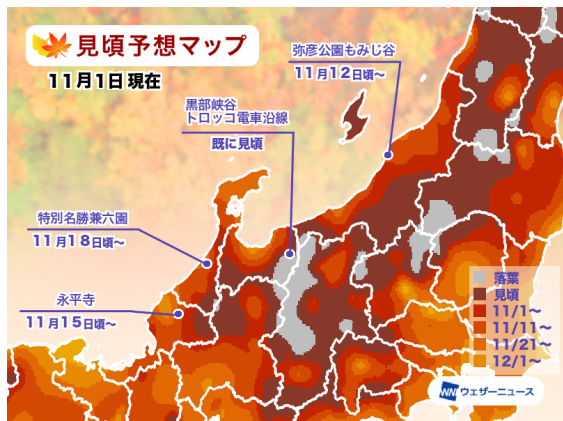 見頃予想マップ
11月1日 現在
弥彦公園もみじ谷
11月12日頃～
黒部峡谷
トロッコ電車沿線
既に見頃
特別名勝兼六園
11月18日頃～
永平寺
11月15日頃～
落葉
見頃
11/1～
11/11～
11/21～
12/1～
WNI ウェザーニュース